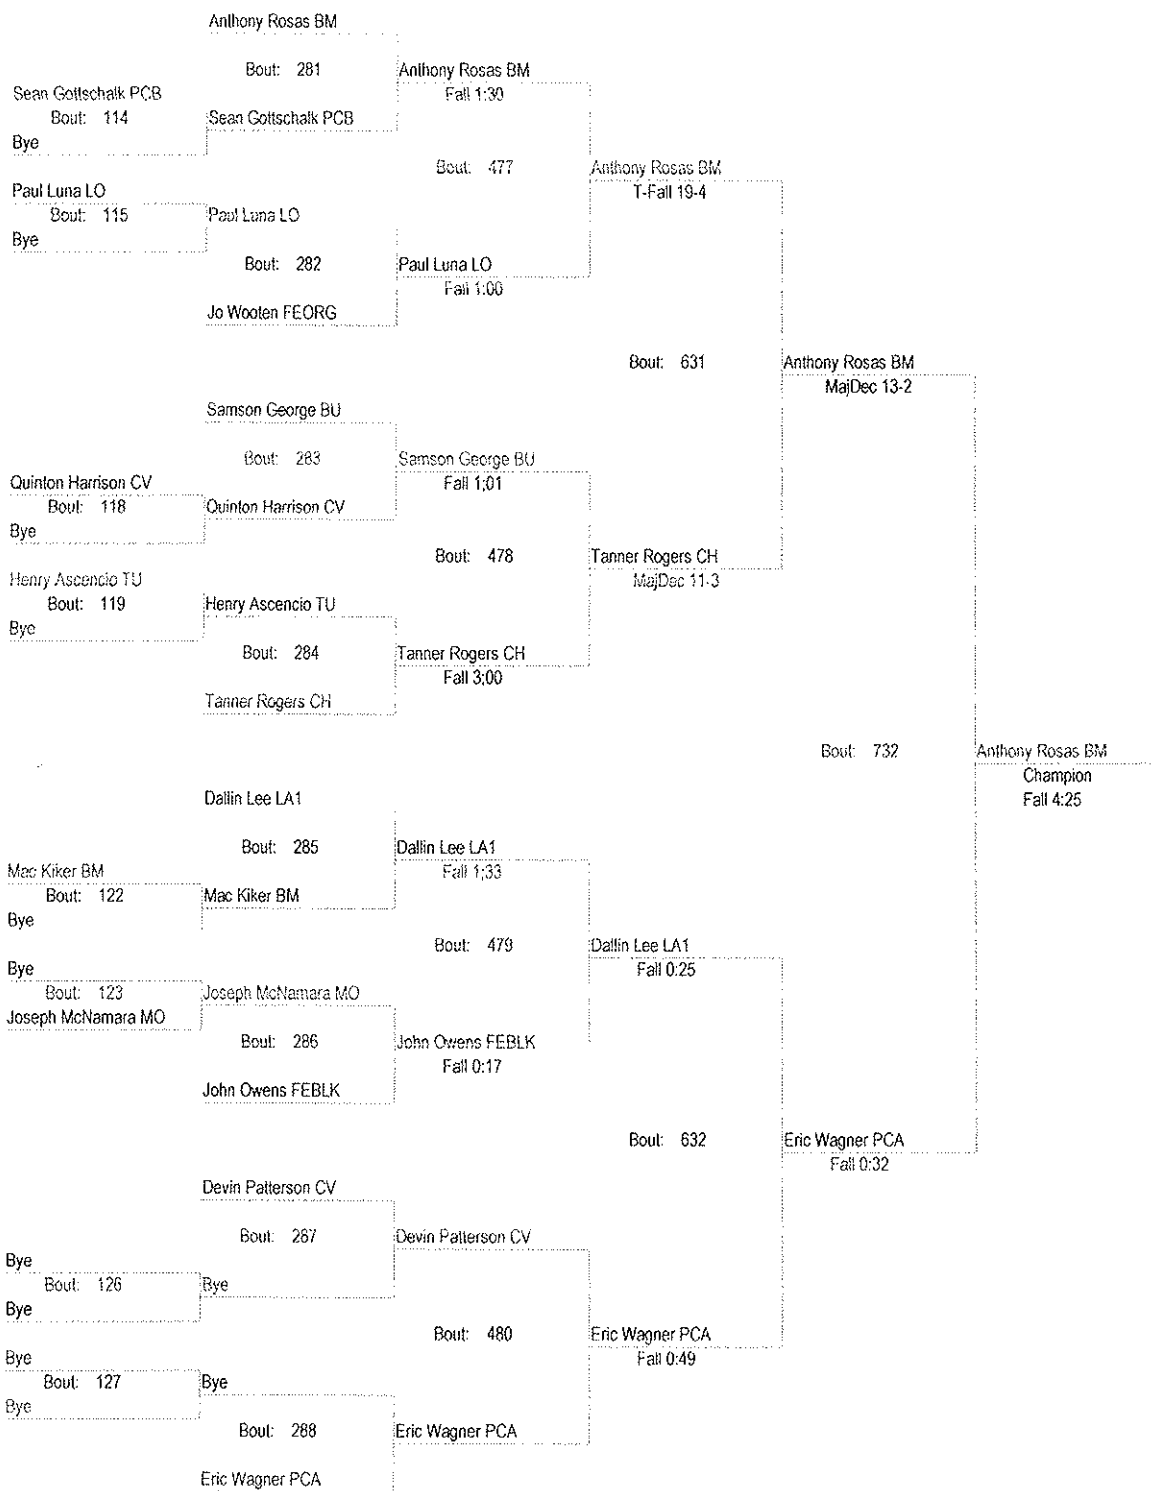 Anthony Rosas BM
Bout: 281
Anthony Rosas BM
Fall 1:30
Sean Gottschalk PCB
Bout: 114
Sean Gottschalk PCB
Bye
Bout: 477
Anthony Rosas BM
T-Fall 19-4
Paul Luna LO
Bout: 115
Paul Luna LO
Bye
Bout: 282
Paul Luna LO
Fall 1:00
Jo Wooten FEORG
Bout: 631
Anthony Rosas BM
MajDec 13-2
Samson George BU
Bout: 283
Samson George BU
Fall 1:01
Quinton Harrison CV
Bout: 118
Quinton Harrison CV
Bye
Bout: 478
Tanner Rogers CH
MajDec 11-3
Henry Ascencio TU
Bout: 119
Henry Ascencio TU
Bye
Bout: 284
Tanner Rogers CH
Fall 3:00
Tanner Rogers CH
Bout: 732
Anthony Rosas BM
Champion
Fall 4:25
Dallin Lee LA1
Bout: 285
Dallin Lee LA1
Fall 1:33
Mac Kiker BM
Bout: 122
Mac Kiker BM
Bye
Bout: 479
Dallin Lee LA1
Fall 0:25
Bye
Bout: 123
Joseph McNamara MO
Joseph McNamara MO
Bout: 286
John Owens FEBLK
Fall 0:17
John Owens FEBLK
Bout: 632
Eric Wagner PCA
Fall 0:32
Devin Patterson CV
Bout: 287
Devin Patterson CV
Bye
Bout: 126
Bye
Bye
Bout: 480
Eric Wagner PCA
Fall 0:49
Bye
Bout: 127
Bye
Bye
Bout: 288
Eric Wagner PCA
Eric Wagner PCA